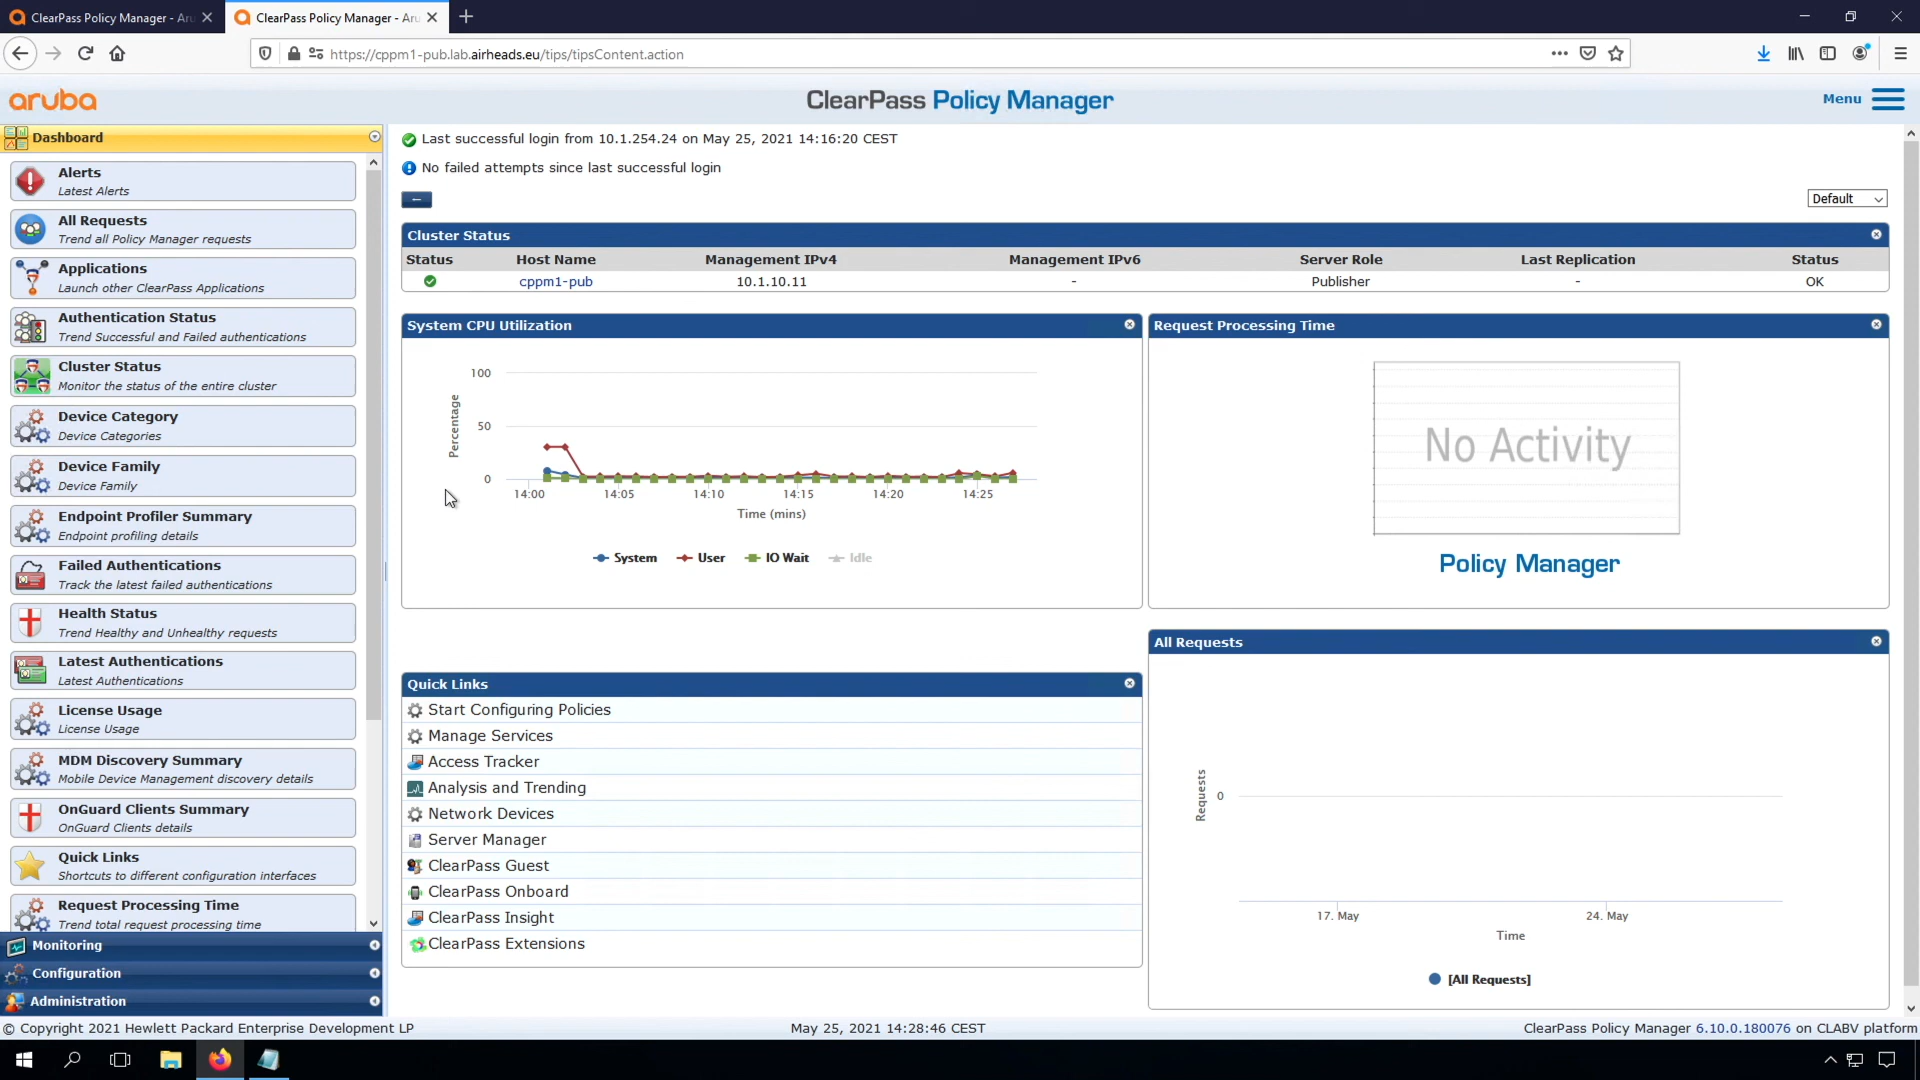 ClearPass Policy Manager - Aru
ClearPass Policy Manager - Aru
https://cppm1-pub.lab.airheads.eu/tips/tipsContent.action
aruba
ClearPass Policy Manager
Menu
Dashboard
Alerts
Latest Alerts
All Requests
Trend all Policy Manager requests
Applications
Launch other ClearPass Applications
Authentication Status
Trend Successful and Failed authentications
Cluster Status
Monitor the status of the entire cluster
Device Category
Device Categories
Device Family
Device Family
Endpoint Profiler Summary
Endpoint profiling details
Failed Authentications
Track the latest failed authentications
Health Status
Trend Healthy and Unhealthy requests
Latest Authentications
Latest Authentications
License Usage
License Usage
MDM Discovery Summary
Mobile Device Management discovery details
OnGuard Clients Summary
OnGuard Clients details
Quick Links
Shortcuts to different configuration interfaces
Request Processing Time
Trend total request processing time
Monitoring
Configuration
Administration
Last successful login from 10.1.254.24 on May 25, 2021 14:16:20 CEST
No failed attempts since last successful login
Default
Cluster Status
Status Host Name Management IPv4 Management IPv6 Server Role Last Replication Status
cppm1-pub 10.1.10.11 - Publisher - OK
System CPU Utilization
100
50
0
Percentage
14:00 14:05 14:10 14:15 14:20 14:25
Time (mins)
System User IO Wait Idle
Request Processing Time
No Activity
Policy Manager
Quick Links
Start Configuring Policies
Manage Services
Access Tracker
Analysis and Trending
Network Devices
Server Manager
ClearPass Guest
ClearPass Onboard
ClearPass Insight
ClearPass Extensions
All Requests
Requests
0
17. May 24. May
Time
[All Requests]
© Copyright 2021 Hewlett Packard Enterprise Development LP May 25, 2021 14:28:46 CEST ClearPass Policy Manager 6.10.0.180076 on CLABV platform